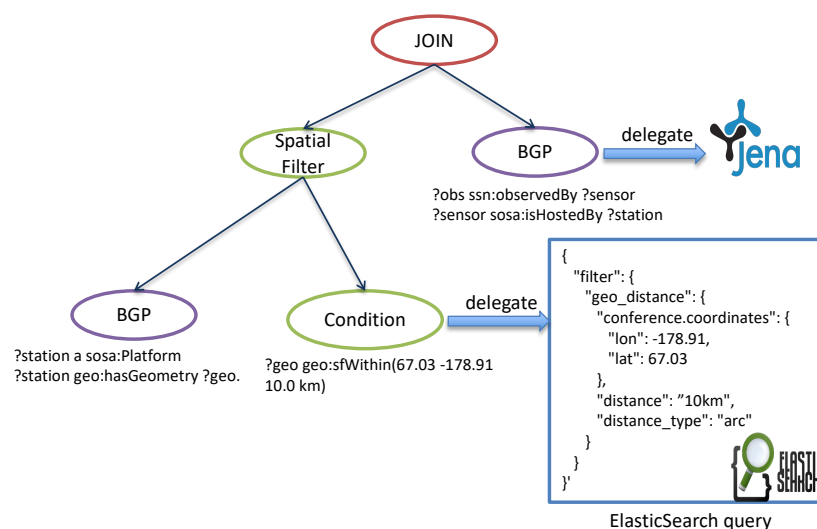 JOIN
Spatial
Filter
BGP
delegate
Jena
?obs ssn:observedBy ?sensor
?sensor sosa:isHostedBy ?station
BGP
?station a sosa:Platform
?station geo:hasGeometry ?geo.
Condition
?geo geo:sfWithin(67.03 -178.91
10.0 km)
delegate
{
"filter": {
"geo_distance": {
"conference.coordinates": {
"lon": -178.91,
"lat": 67.03
},
"distance": ”10km",
"distance_type": "arc"
}
}
}'
ELASTI
SEARCH
ElasticSearch query